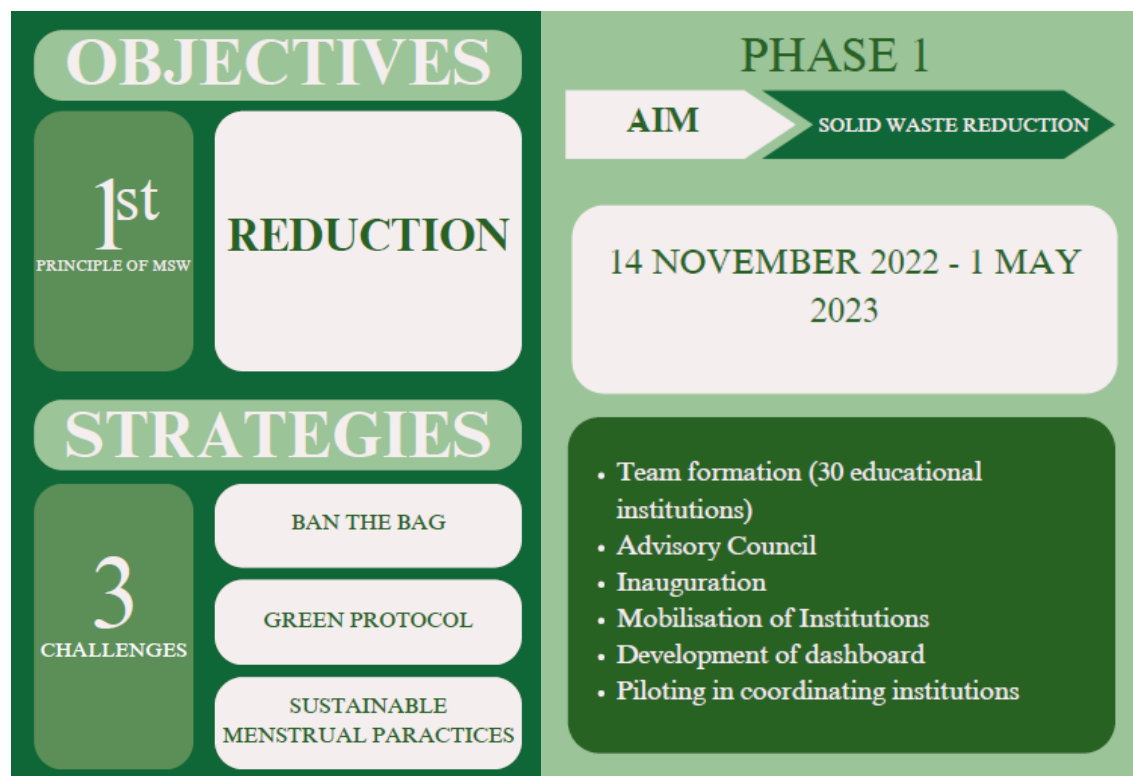 OBJECTIVES
1st
PRINCIPLE OF MSW
REDUCTION
STRATEGIES
3
CHALLENGES
BAN THE BAG
GREEN PROTOCOL
SUSTAINABLE
MENSTRUAL PARACTICES
PHASE 1
AIM
SOLID WASTE REDUCTION
14 NOVEMBER 2022 - 1 MAY
2023
• Team formation (30 educational
institutions)
• Advisory Council
• Inauguration
• Mobilisation of Institutions
• Development of dashboard
• Piloting in coordinating institutions